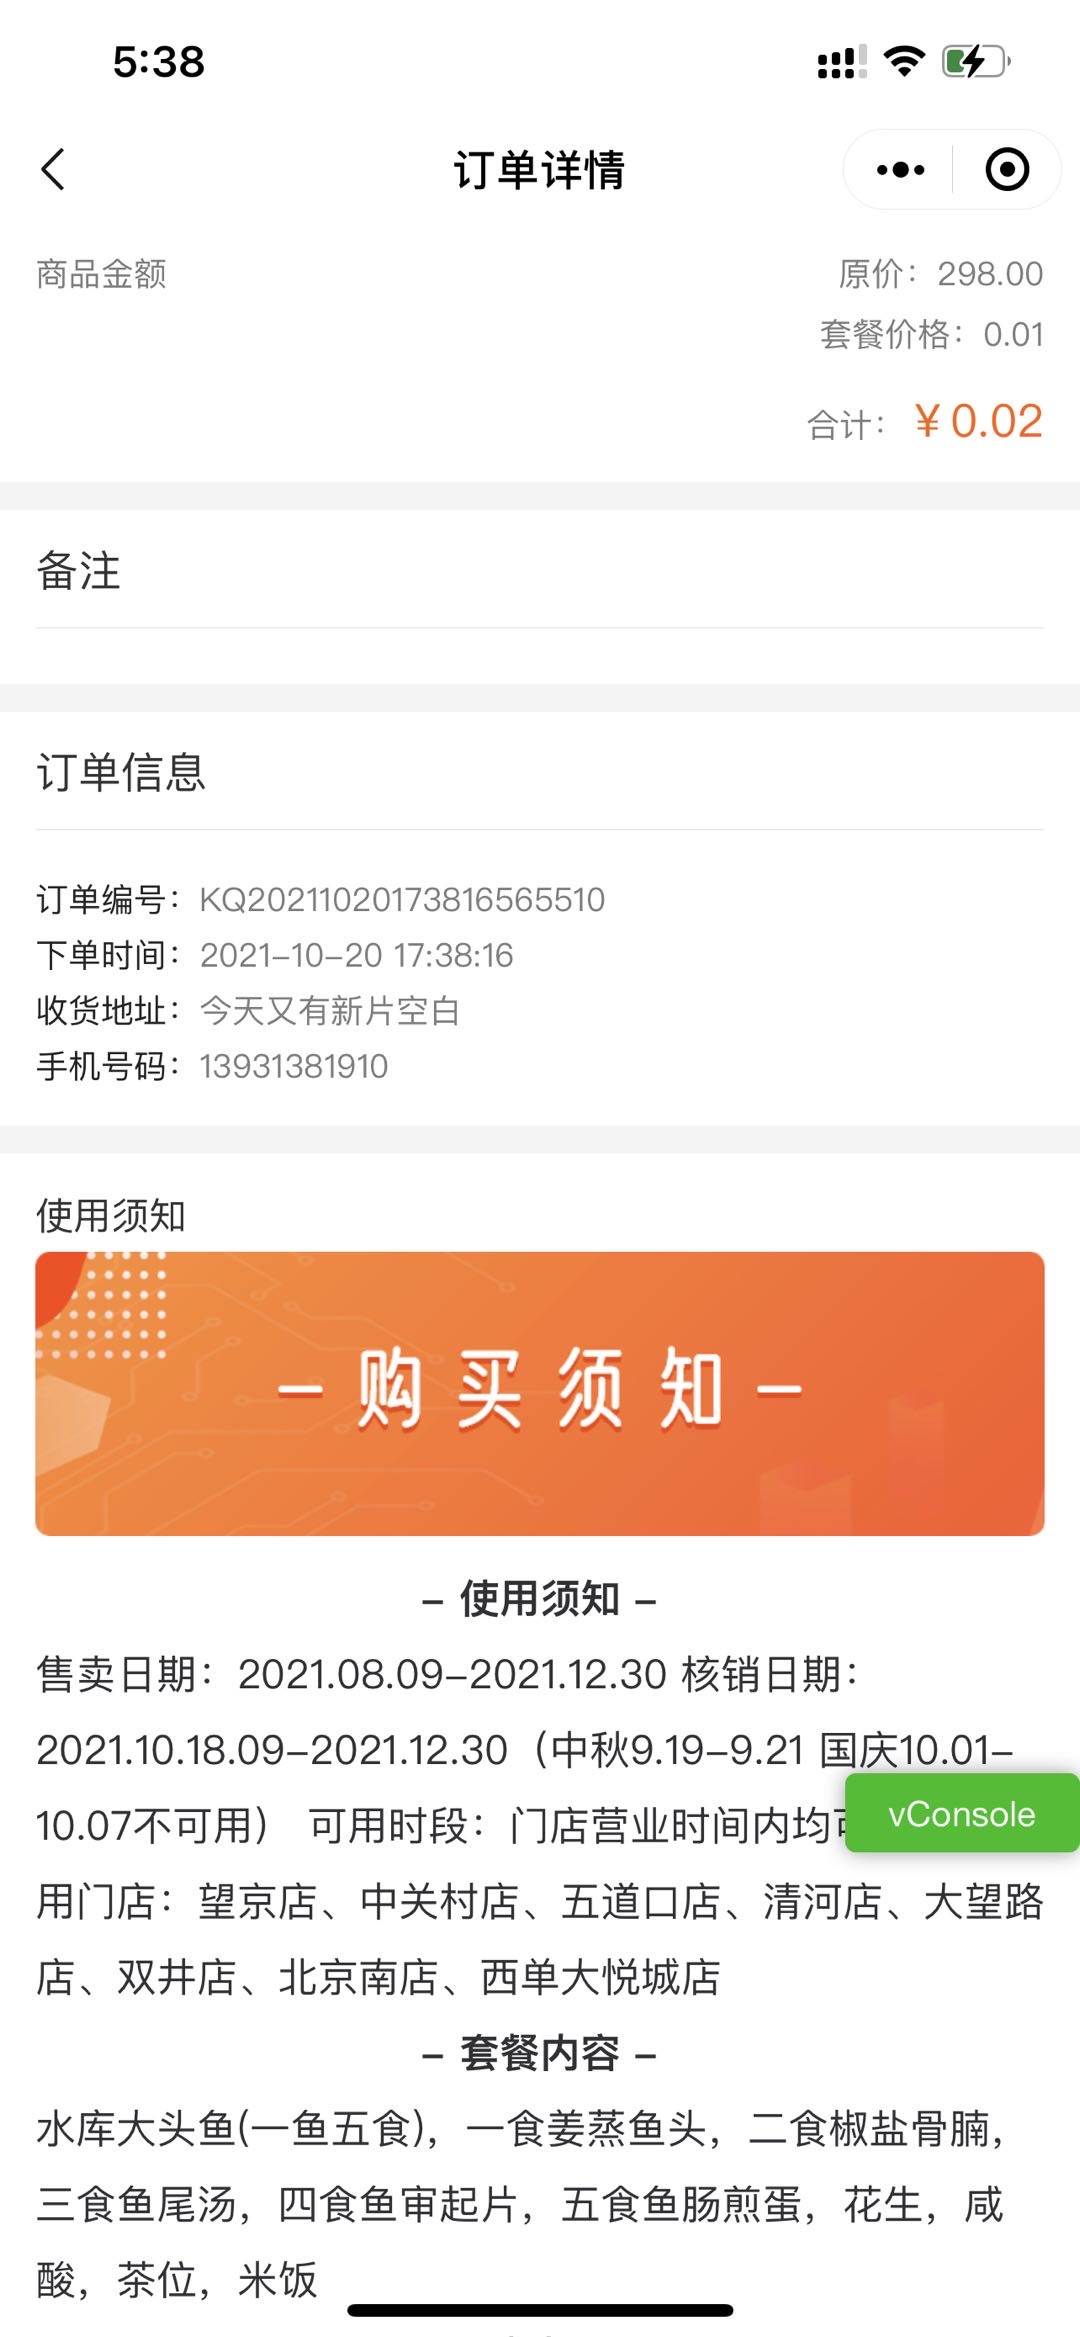 5:38
订单详情
商品金额
原价：298.00
套餐价格：0.01
合计：￥0.02
备注
订单信息
订单编号：KQ20211020173816565510
下单时间：2021-10-20 17:38:16
收货地址：今天又有新片空白
手机号码：13931381910
使用须知
- 购买须知 -
- 使用须知 -
售卖日期：2021.08.09-2021.12.30 核销日期：
2021.10.18.09-2021.12.30（中秋9.19-9.21 国庆10.01-
10.07不可用） 可用时段：门店营业时间内均
vConsole
用门店：望京店、中关村店、五道口店、清河店、大望路
店、双井店、北京南店、西单大悦城店
- 套餐内容 -
水库大头鱼(一鱼五食)，一食姜蒸鱼头，二食椒盐骨腩，
三食鱼尾汤，四食鱼审起片，五食鱼肠煎蛋，花生，咸
酸，茶位，米饭